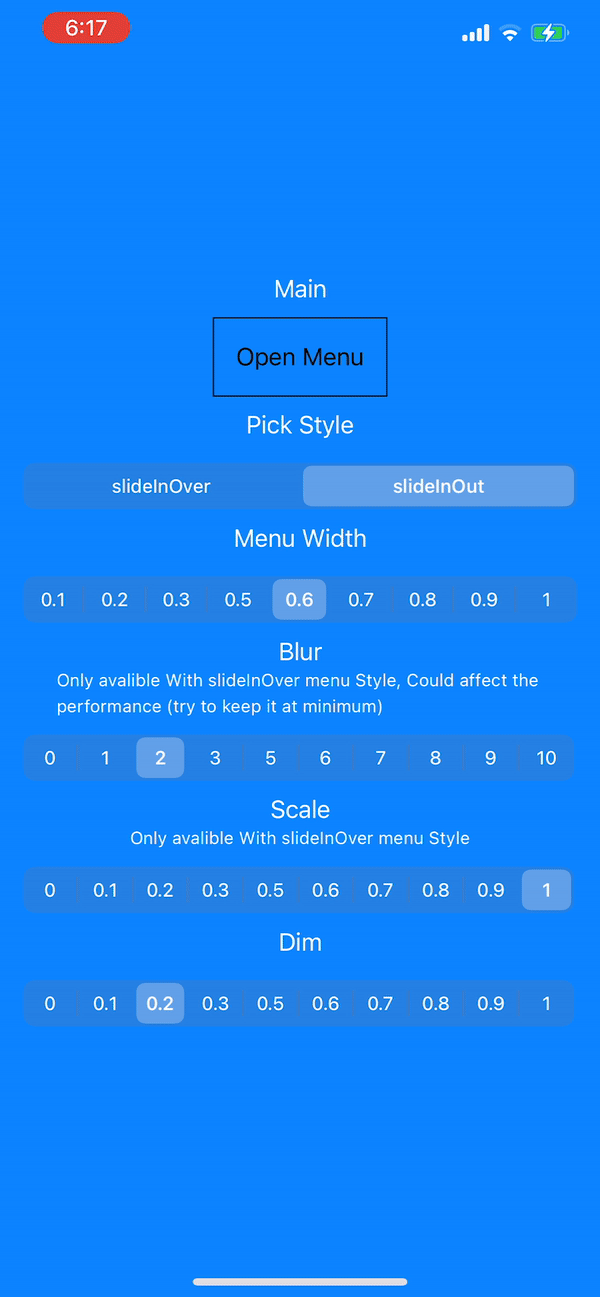 6:17
Main
Open Menu
Pick Style
slideInOver slideInOut
Menu Width
0.1 0.2 0.3 0.5 0.6 0.7 0.8 0.9 1
Blur
Only avalible With slideInOver menu Style, Could affect the
performance (try to keep it at minimum)
0 1 2 3 5 6 7 8 9 10
Scale
Only avalible With slideInOver menu Style
0 0.1 0.2 0.3 0.5 0.6 0.7 0.8 0.9 1
Dim
0 0.1 0.2 0.3 0.5 0.6 0.7 0.8 0.9 1